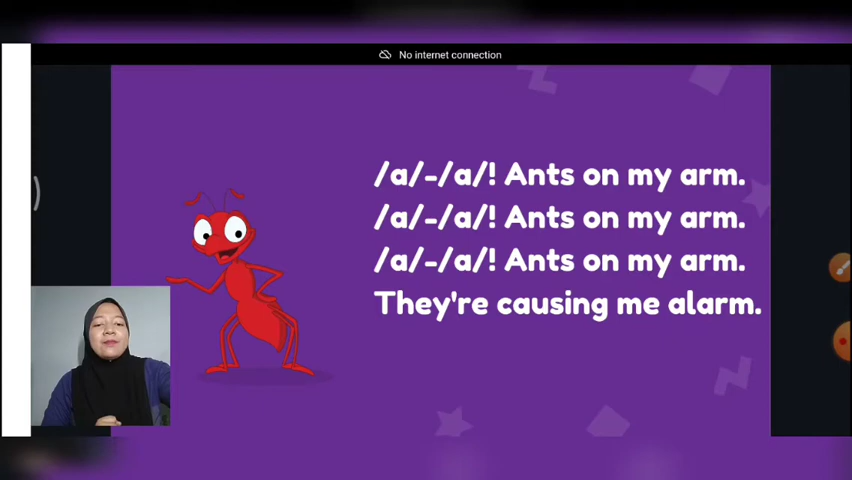 No internet connection
/a/-/a/! Ants on my arm.
/a/-/a/! Ants on my arm.
/a/-/a/! Ants on my arm.
They're causing me alarm.